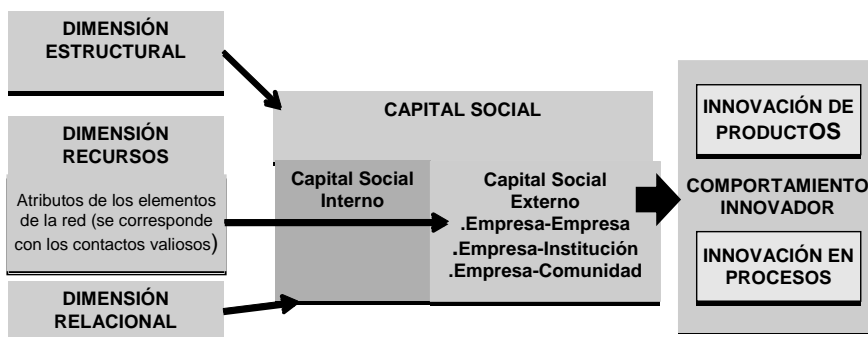 DIMENSIÓN
ESTRUCTURAL
DIMENSIÓN
RECURSOS
Atributos de los elementos
de la red (se corresponde
con los contactos valiosos)
DIMENSIÓN
RELACIONAL
CAPITAL SOCIAL
Capital Social
Interno
Capital Social
Externo
.Empresa-Empresa
.Empresa-Institución
.Empresa-Comunidad
INNOVACIÓN DE
PRODUCTOS
COMPORTAMIENTO
INNOVADOR
INNOVACIÓN EN
PROCESOS